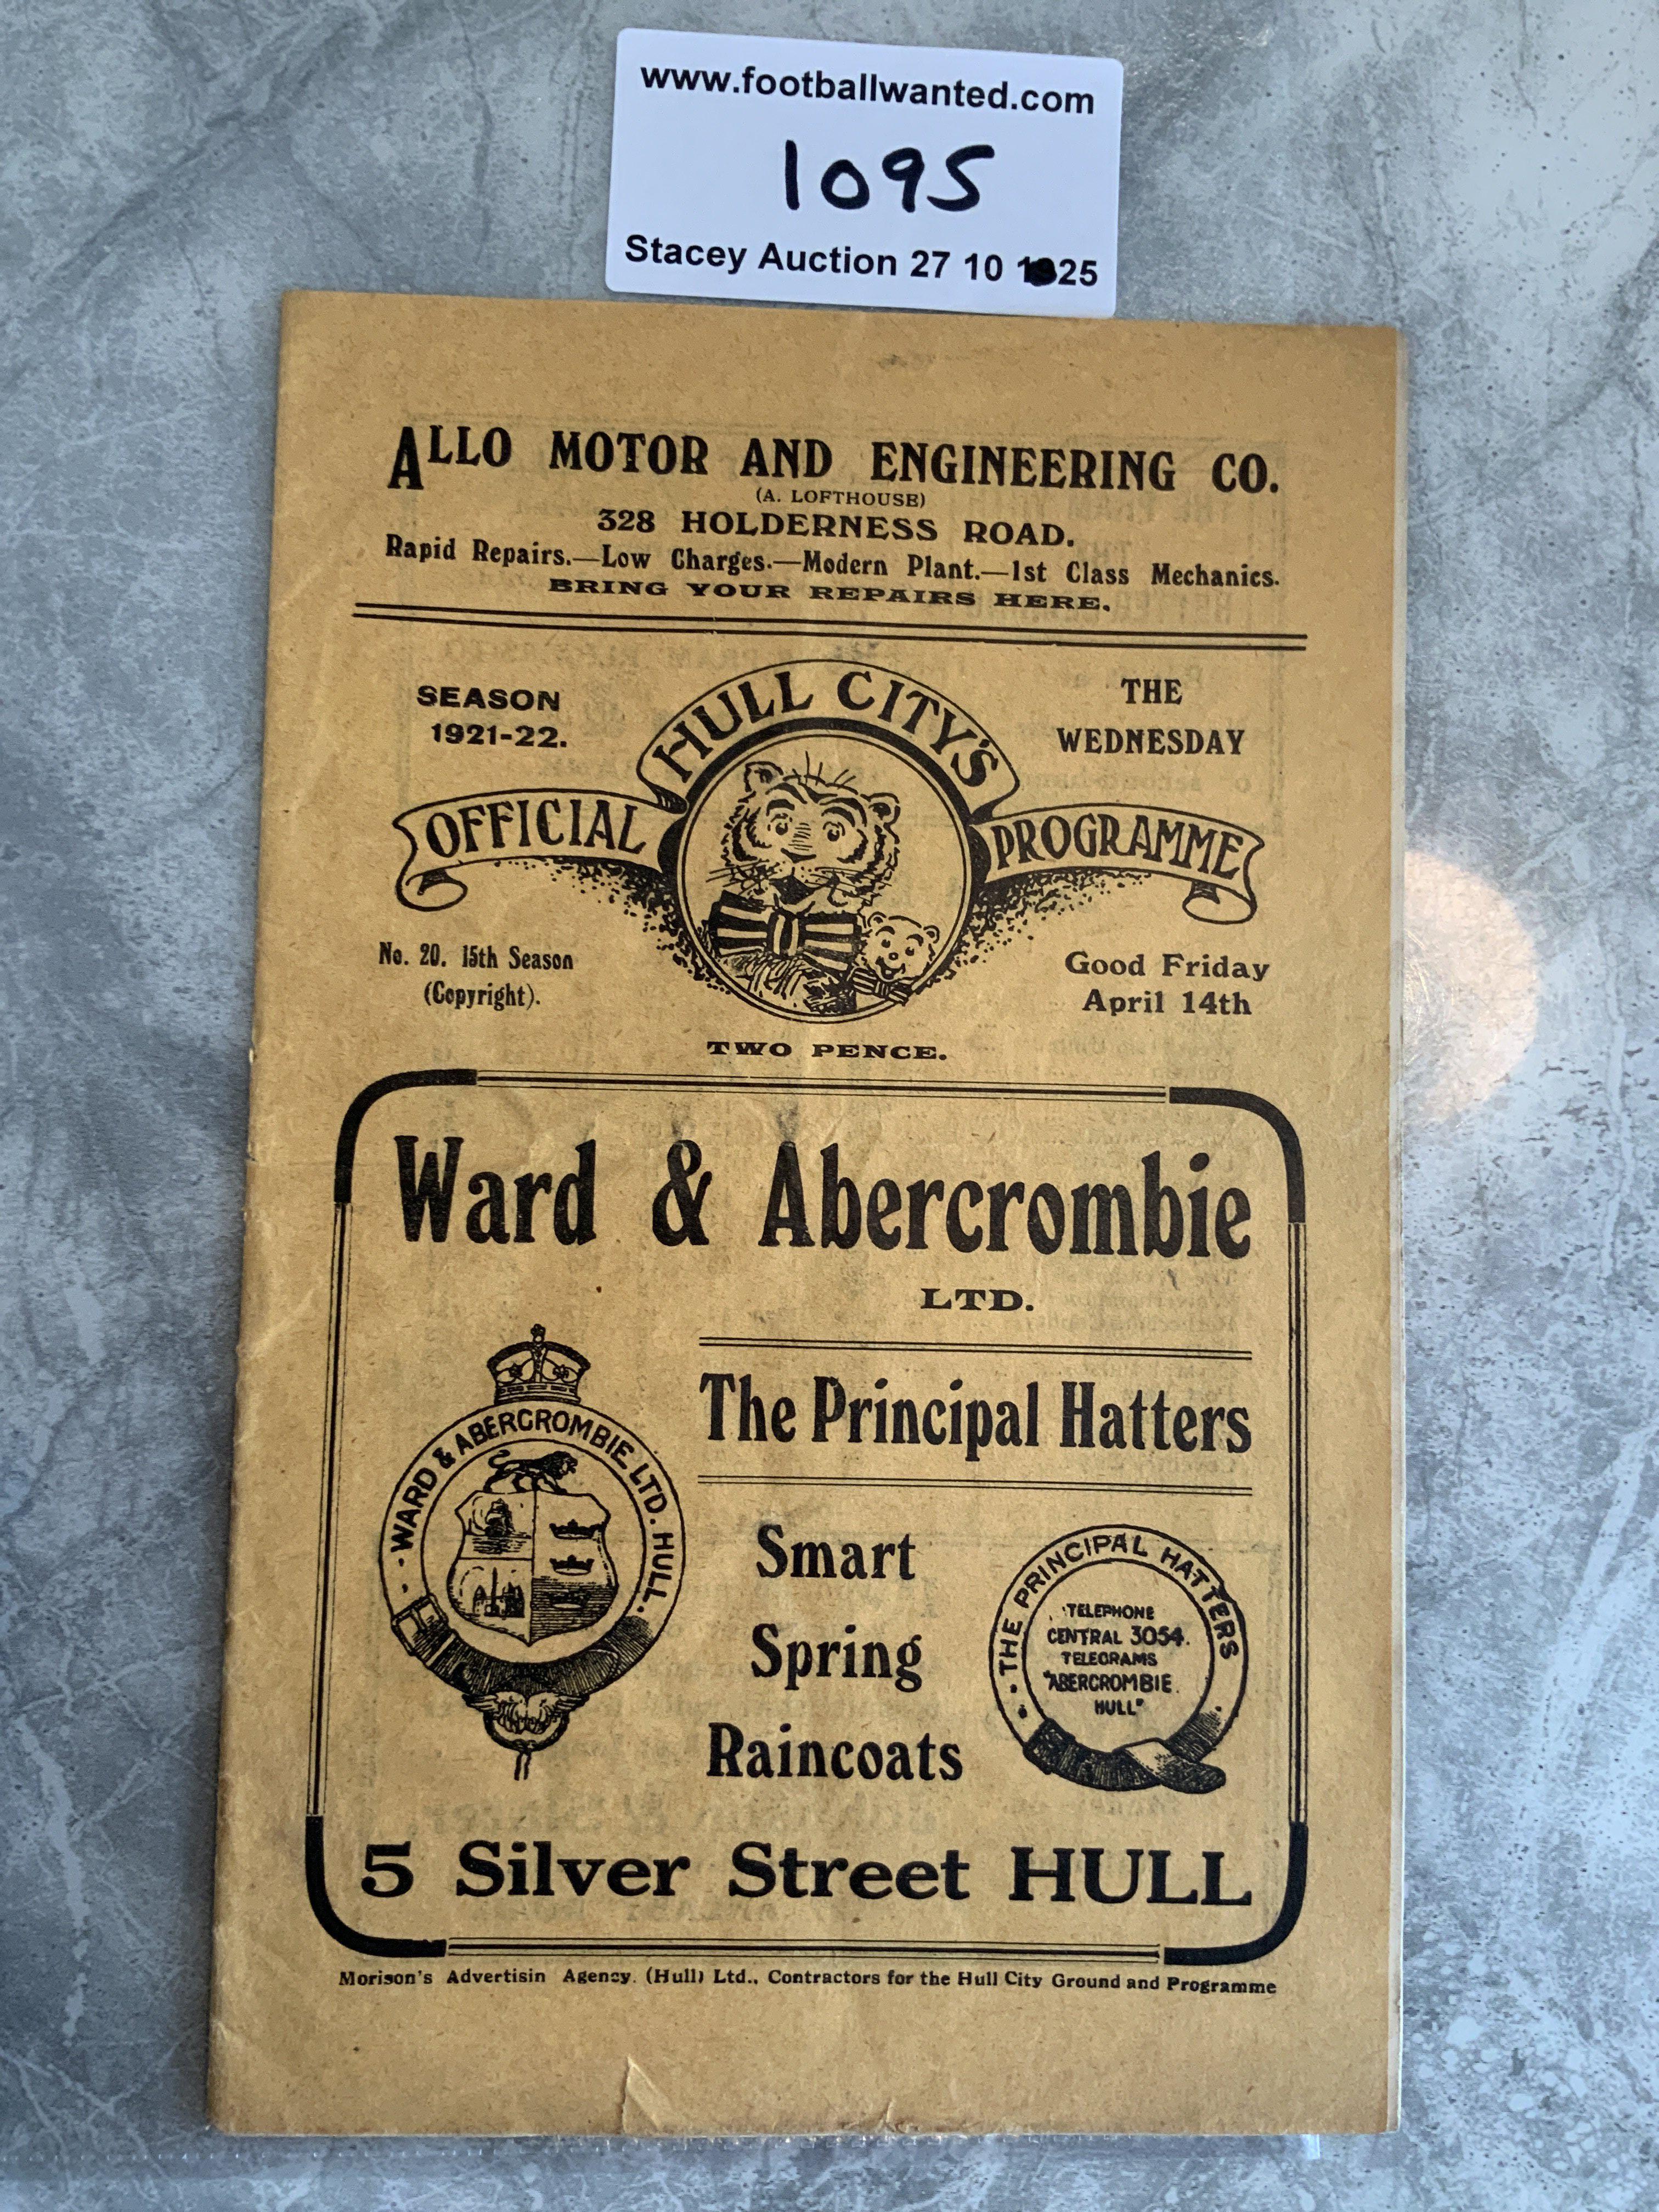 www.footballwanted.com
1095
Stacey Auction 27 10 25
ALLO MOTOR AND ENGINEERING CO.
(A. LOFTHOUSE)
328 HOLDERNESS ROAD.
Rapid Repairs.—Low Charges.—Modern Plant.—1st Class Mechanics.
BRING YOUR REPAIRS HERE.
SEASON
1921-22.
HULL CITY'S
THE
WEDNESDAY
OFFICIAL
PROGRAMME
No. 20. 15th Season
(Copyright).
Good Friday
April 14th
TWO PENCE.
Ward & Abercrombie
LTD.
The Principal Hatters
WARD & ABERCROMBIE LTD. HULL.
Smart
Spring
Raincoats
THE PRINCIPAL HATTERS
TELEPHONE
CENTRAL 3054.
TELEGRAMS
"ABERCROMBIE.
HULL"
5 Silver Street HULL
Morison's Advertisin Agency. (Hull) Ltd., Contractors for the Hull City Ground and Programme